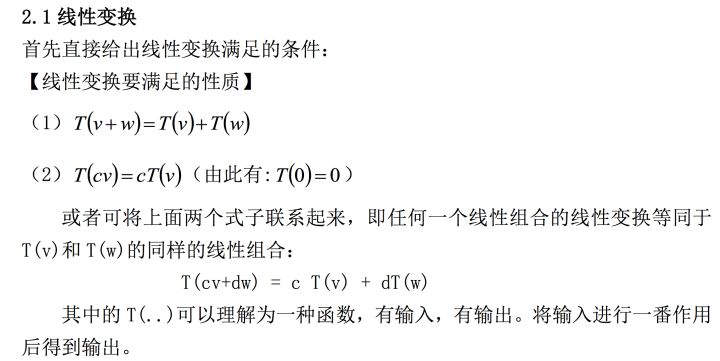 2.1 线性变换
首先直接给出线性变换满足的条件：
【线性变换要满足的性质】
（1） T(v+w)=T(v)+T(w)
（2） T(cv)=cT(v)（由此有：T(0)=0）
或者可将上面两个式子联系起来，即任何一个线性组合的线性变换等同于
T(v)和 T(w)的同样的线性组合：
T(cv+dw) = c T(v) + dT(w)
其中的 T(..)可以理解为一种函数，有输入，有输出。将输入进行一番作用
后得到输出。